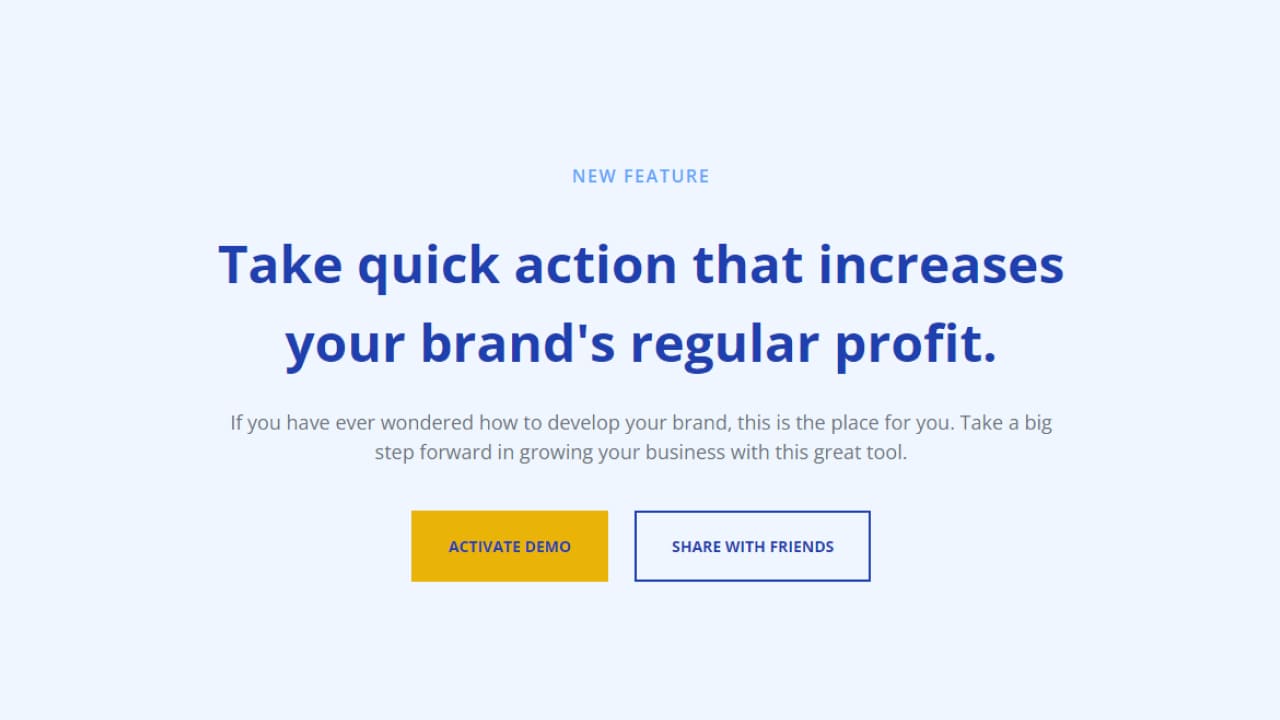 NEW FEATURE
Take quick action that increases
your brand's regular profit.
If you have ever wondered how to develop your brand, this is the place for you. Take a big
step forward in growing your business with this great tool.
ACTIVATE DEMO
SHARE WITH FRIENDS